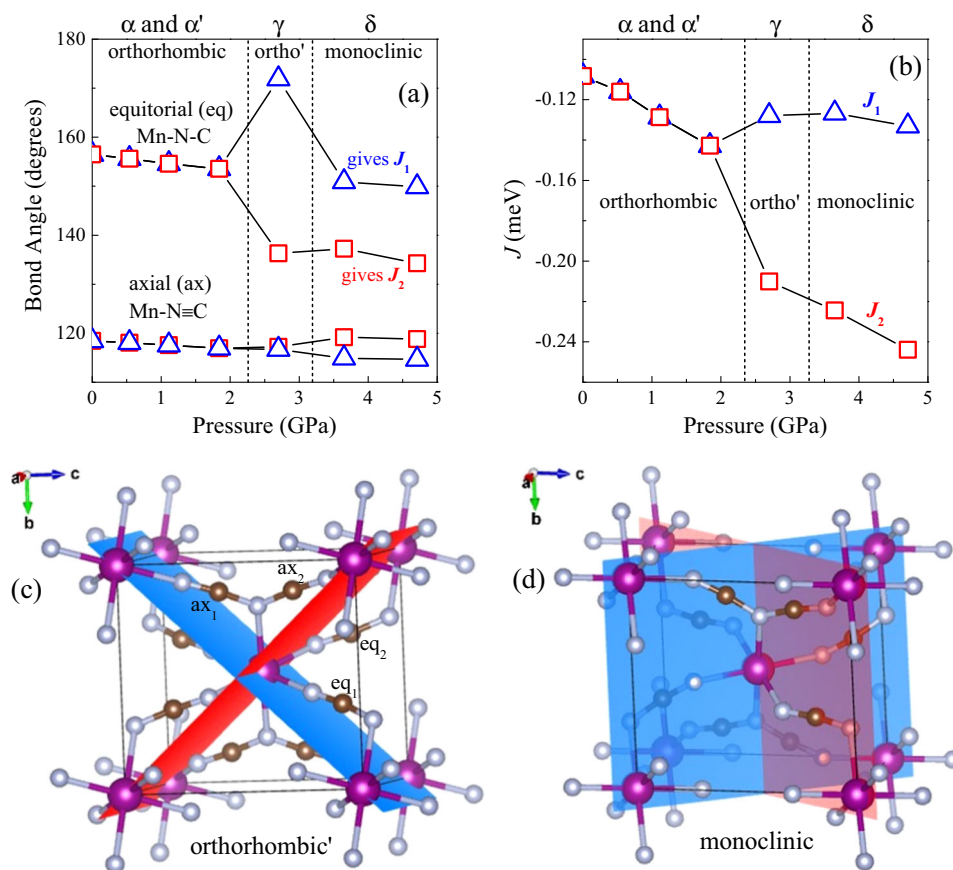 α and α'
γ
δ
180
160
140
120
Bond Angle (degrees)
orthorhombic
ortho'
monoclinic
(a)
equitorial (eq)
Mn-N-C
gives J₁
gives J₂
axial (ax)
Mn-N≡C
0
1
2
3
4
5
Pressure (GPa)
α and α'
γ
δ
(b)
-0.12
-0.16
-0.20
-0.24
J (meV)
J₁
orthorhombic
ortho'
monoclinic
J₂
0
1
2
3
4
5
Pressure (GPa)
a
c
b
(c)
ax₂
ax₁
eq₂
eq₁
orthorhombic'
a
c
b
(d)
monoclinic